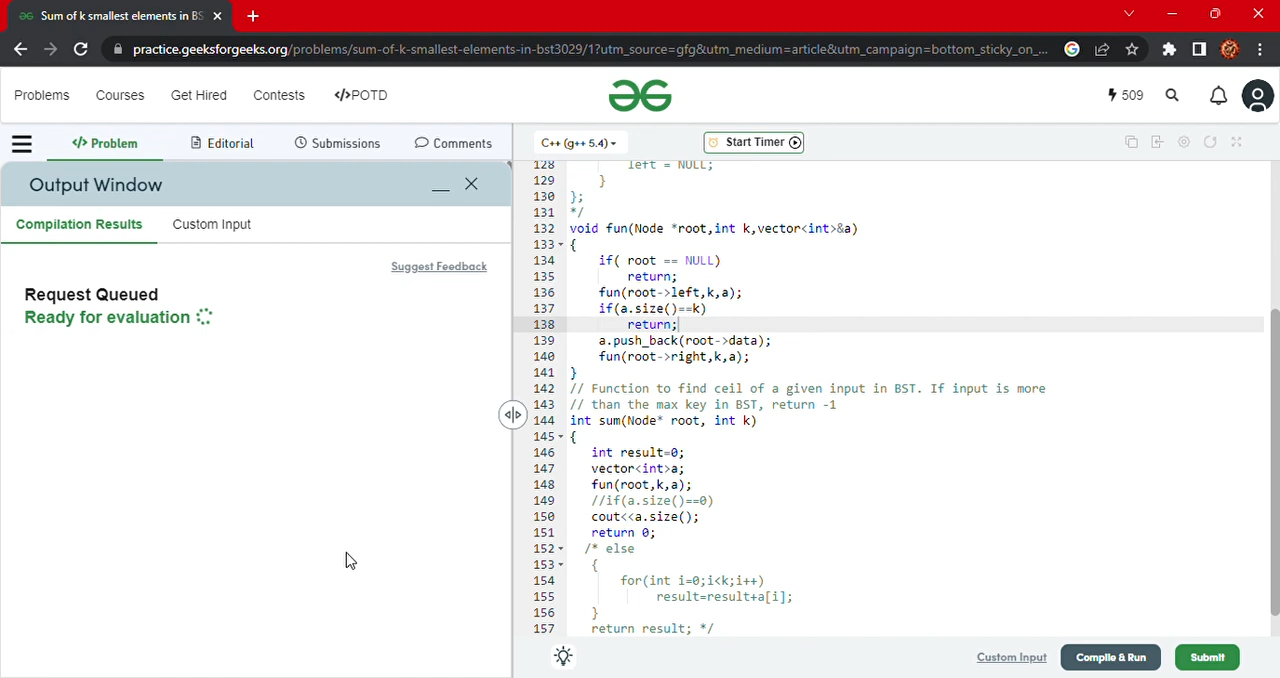 Sum of k smallest elements in BS
practice.geeksforgeeks.org/problems/sum-of-k-smallest-elements-in-bst3029/1?utm_source=gfg&utm_medium=article&utm_campaign=bottom_sticky_on_...
Problems Courses Get Hired Contests </>POTD
509
</> Problem Editorial Submissions Comments
C++ (g++ 5.4)
Start Timer
Output Window
Compilation Results Custom Input
Suggest Feedback
Request Queued
Ready for evaluation
128 left = NULL;
129 }
130 };
131 */
132 void fun(Node *root,int k,vector<int>&a)
133 {
134 if( root == NULL)
135 return;
136 fun(root->left,k,a);
137 if(a.size()==k)
138 return;
139 a.push_back(root->data);
140 fun(root->right,k,a);
141 }
142 // Function to find ceil of a given input in BST. If input is more
143 // than the max key in BST, return -1
144 int sum(Node* root, int k)
145 {
146 int result=0;
147 vector<int>a;
148 fun(root,k,a);
149 //if(a.size()==0)
150 cout<<a.size();
151 return 0;
152 /* else
153 {
154 for(int i=0;i<k;i++)
155 result=result+a[i];
156 }
157 return result; */
Custom Input Compile & Run Submit